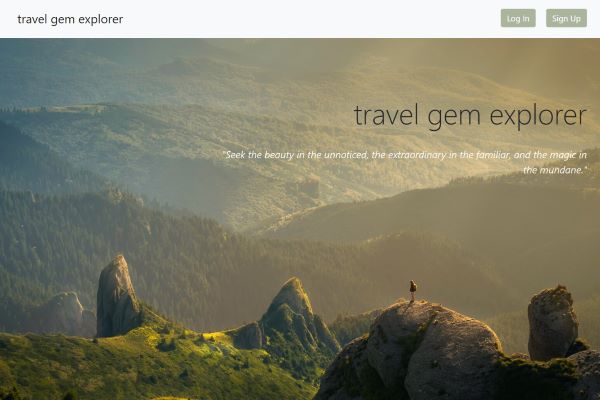 travel gem explorer
Log In
Sign Up
travel gem explorer
"Seek the beauty in the unnoticed, the extraordinary in the familiar, and the magic in
the mundane."